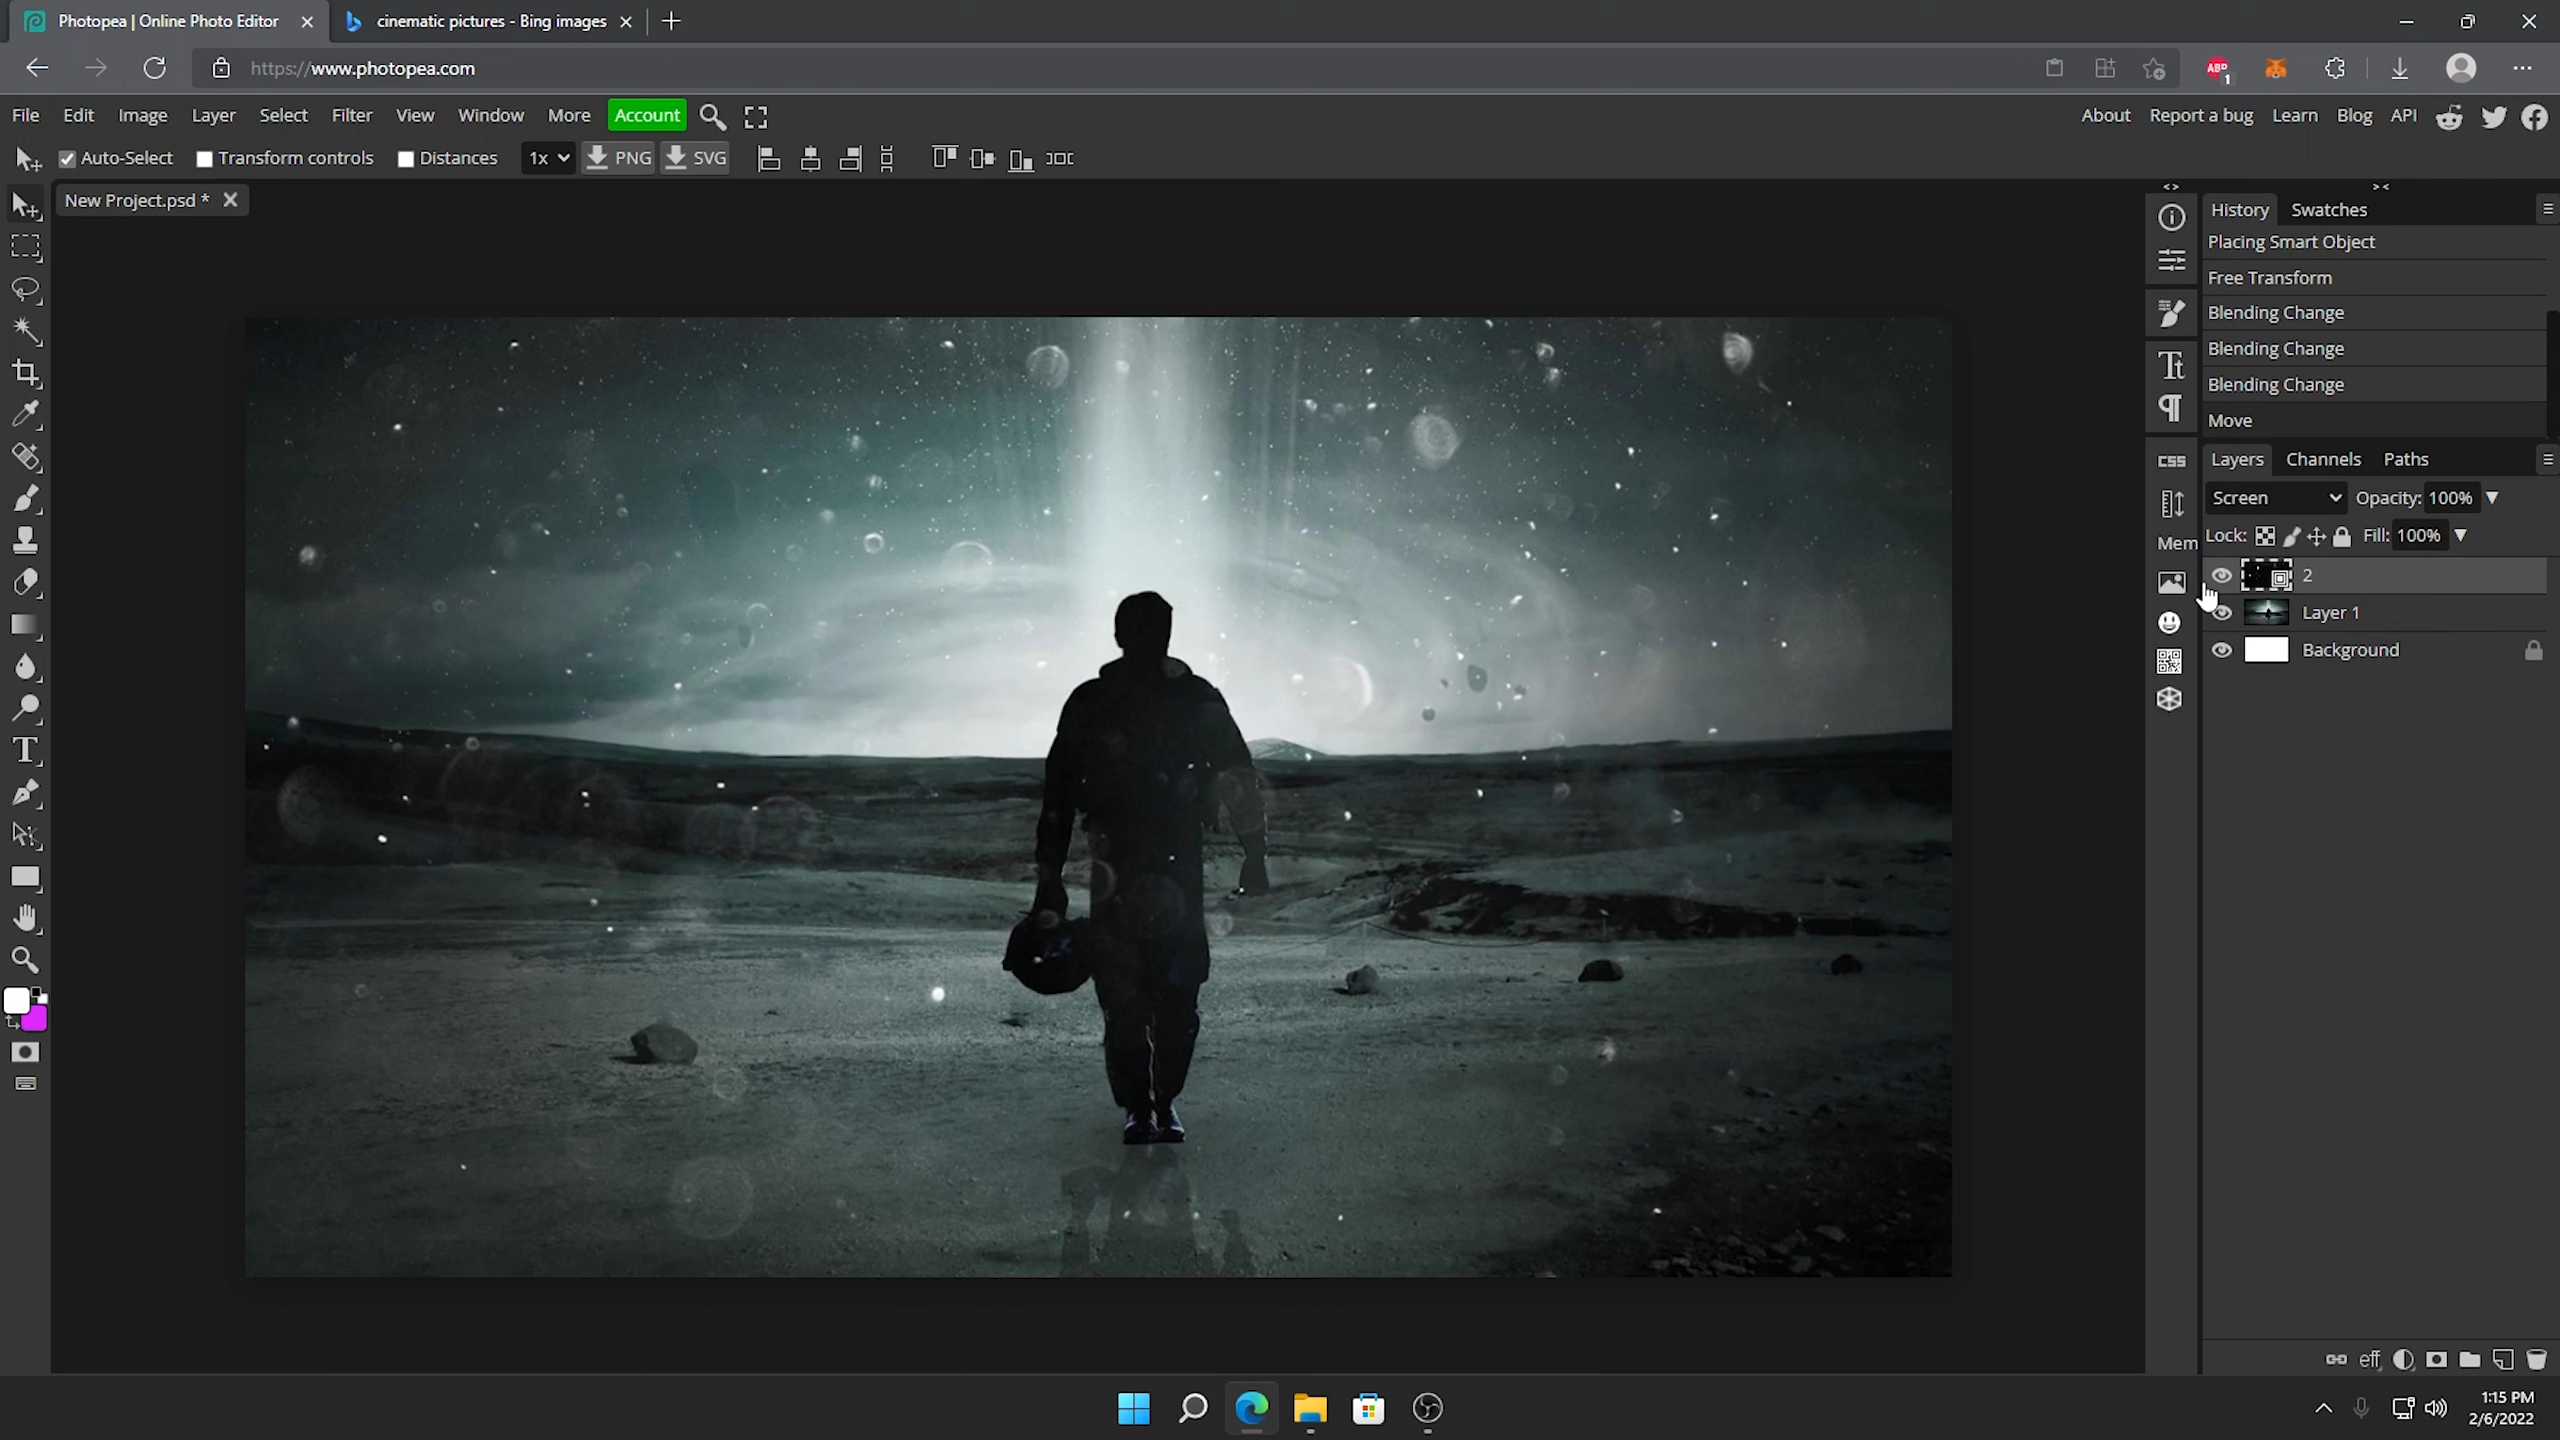 Photopea | Online Photo Editor
cinematic pictures - Bing images
https://www.photopea.com
ABP
1
File Edit Image Layer Select Filter View Window More Account
About Report a bug Learn Blog API
Auto-Select Transform controls Distances 1x PNG SVG
New Project.psd *
History Swatches
Placing Smart Object
Free Transform
Blending Change
Blending Change
Blending Change
Move
CSS
Mem
Layers Channels Paths
Screen Opacity: 100%
Lock: Fill: 100%
2
Layer 1
Background
eff
1:15 PM
2/6/2022